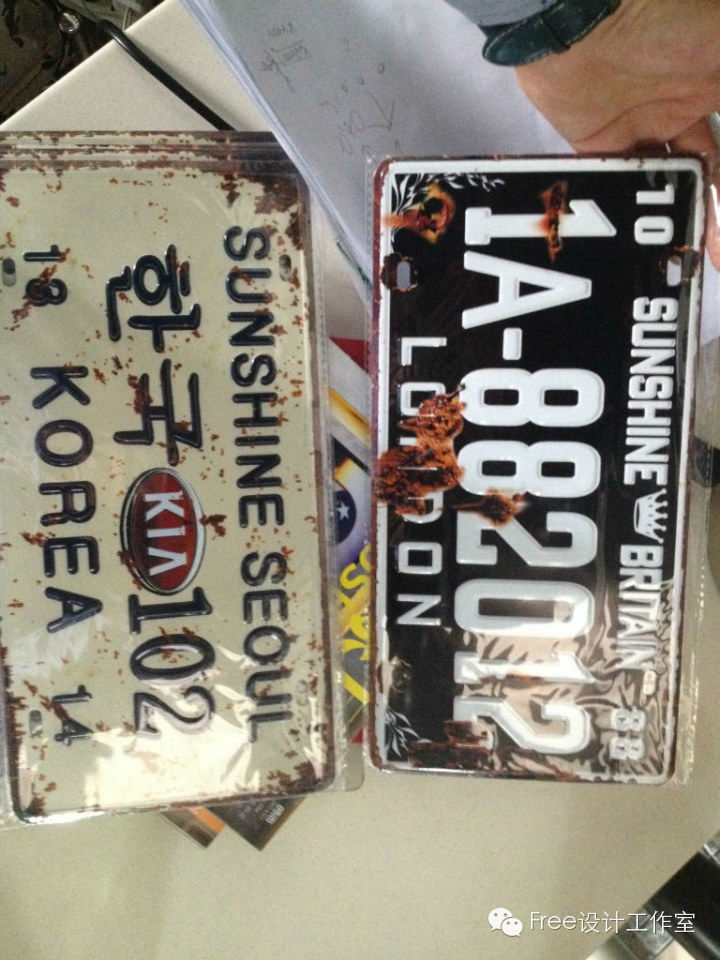 SUNSHINE SEOUL
한국 KIA 102
18 KOREA 14
10 SUNSHINE BRITAIN 88
1A-882012
LONDON
Free设计工作室